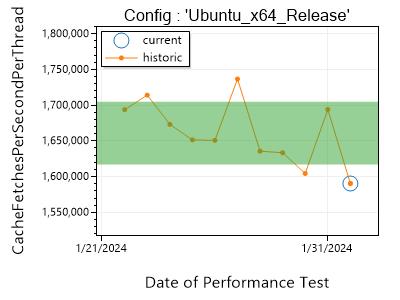 Config : 'Ubuntu_x64_Release'
current
historic
CacheFetchesPerSecondPerThread
1,800,000
1,750,000
1,700,000
1,650,000
1,600,000
1,550,000
1/21/2024
1/31/2024
Date of Performance Test